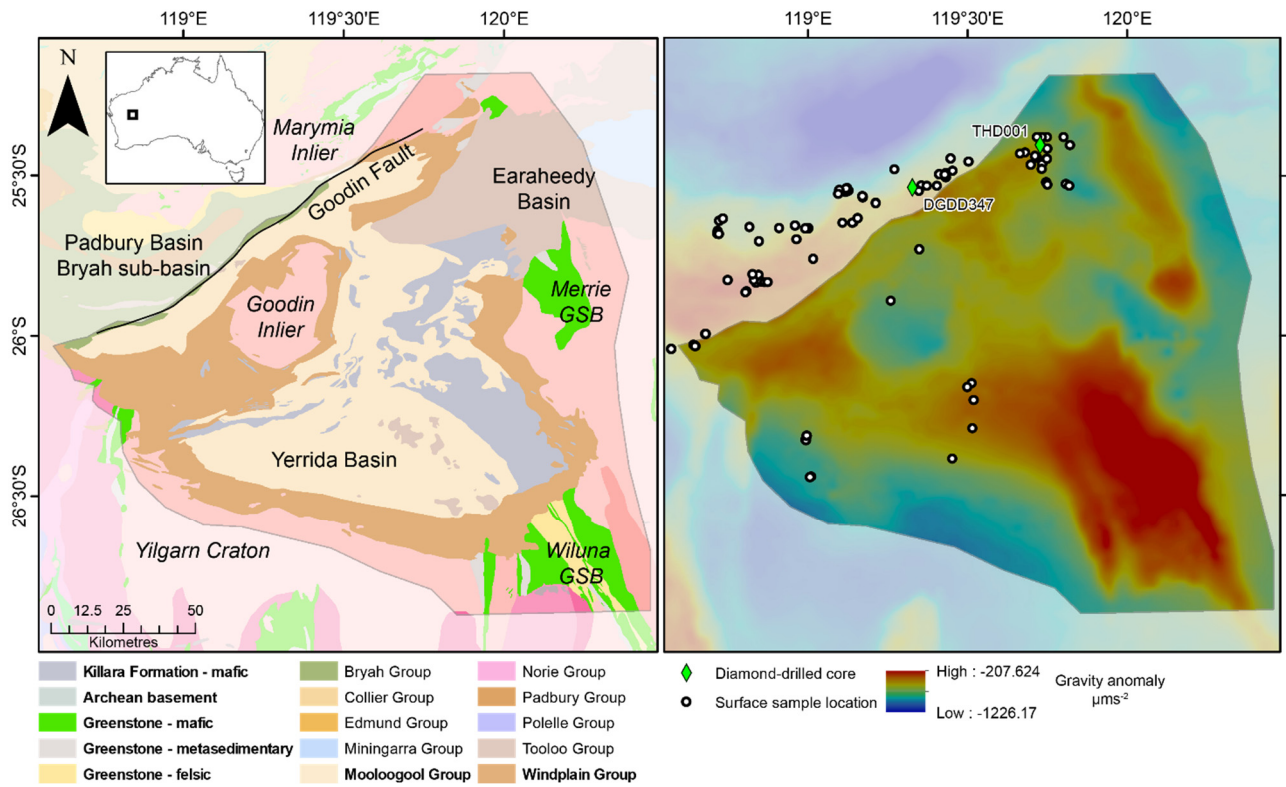 119°E 119°30'E 120°E
119°E 119°30'E 120°E
N
Marymia
Inlier
Goodin Fault
Earaheedy
Basin
Padbury Basin
Bryah sub-basin
Goodin
Inlier
Merrie
GSB
Yerrida Basin
Yilgarn Craton
Wiluna
GSB
25°30'S
26°S
26°30'S
0 12.5 25 50
Kilometres
THD001
DGDD347
Killara Formation - mafic
Archean basement
Greenstone - mafic
Greenstone - metasedimentary
Greenstone - felsic
Bryah Group
Collier Group
Edmund Group
Miningarra Group
Mooloogool Group
Norie Group
Padbury Group
Polelle Group
Tooloo Group
Windplain Group
Diamond-drilled core
Surface sample location
High : -207.624
Low : -1226.17
Gravity anomaly
µms⁻²